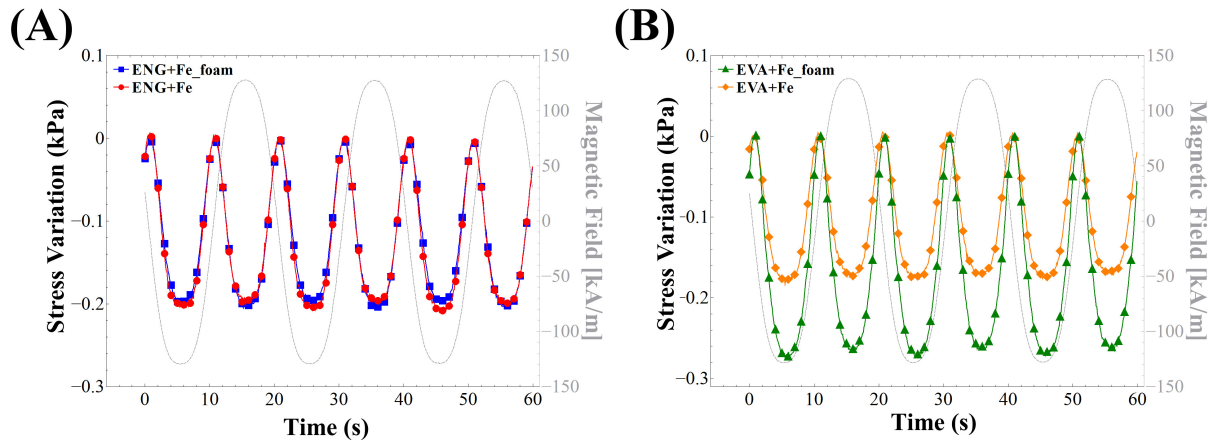 (A)
ENG+Fe_foam
ENG+Fe
Stress Variation (kPa)
0.1
0
−0.1
−0.2
−0.3
150
100
50
0
−50
−100
−150
Magnetic Field [kA/m]
0 10 20 30 40 50 60
Time (s)
(B)
EVA+Fe_foam
EVA+Fe
Stress Variation (kPa)
0.1
0
−0.1
−0.2
−0.3
150
100
50
0
−50
−100
−150
Magnetic Field [kA/m]
0 10 20 30 40 50 60
Time (s)